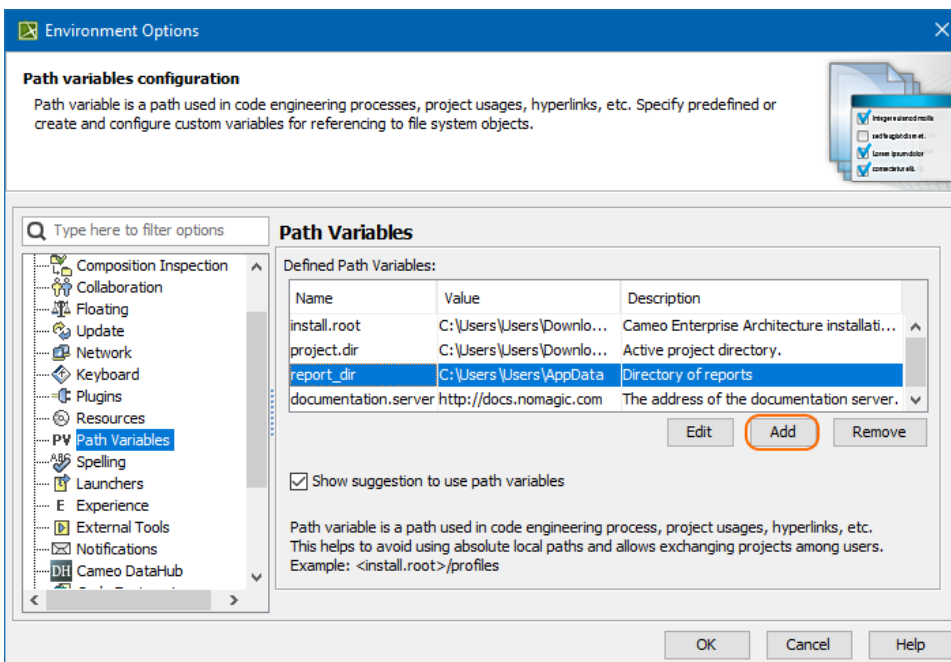 Environment Options
Path variables configuration
Path variable is a path used in code engineering processes, project usages, hyperlinks, etc. Specify predefined or
create and configure custom variables for referencing to file system objects.
Type here to filter options
Composition Inspection
Collaboration
Floating
Update
Network
Keyboard
Plugins
Resources
PV Path Variables
ABS Spelling
Launchers
E Experience
External Tools
Notifications
DH Cameo DataHub
Path Variables
Defined Path Variables:
Name Value Description
install.root C:\Users\Users\Downlo... Cameo Enterprise Architecture installati...
project.dir C:\Users\Users\Downlo... Active project directory.
report_dir C:\Users\Users\AppData Directory of reports
documentation.server http://docs.nomagic.com The address of the documentation server.
Edit Add Remove
Show suggestion to use path variables
Path variable is a path used in code engineering process, project usages, hyperlinks, etc.
This helps to avoid using absolute local paths and allows exchanging projects among users.
Example: <install.root>/profiles
OK Cancel Help